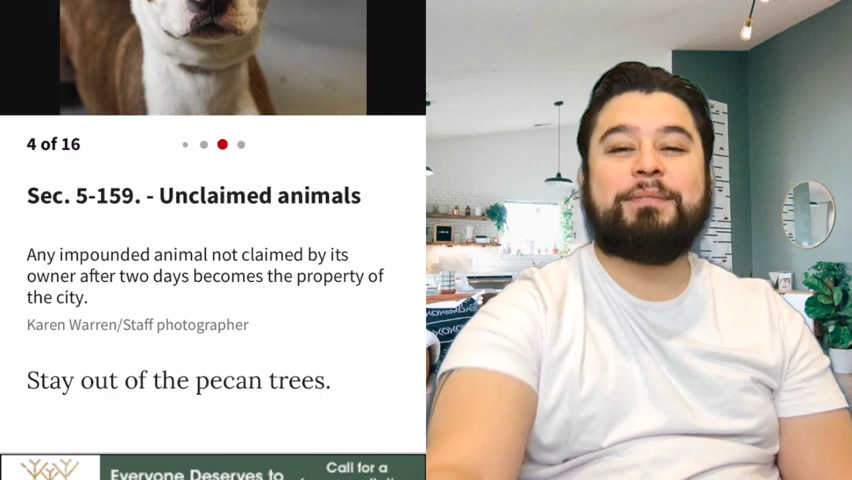 4 of 16
Sec. 5-159. - Unclaimed animals
Any impounded animal not claimed by its
owner after two days becomes the property of
the city.
Karen Warren/Staff photographer
Stay out of the pecan trees.
Everyone Deserves to
Call for a